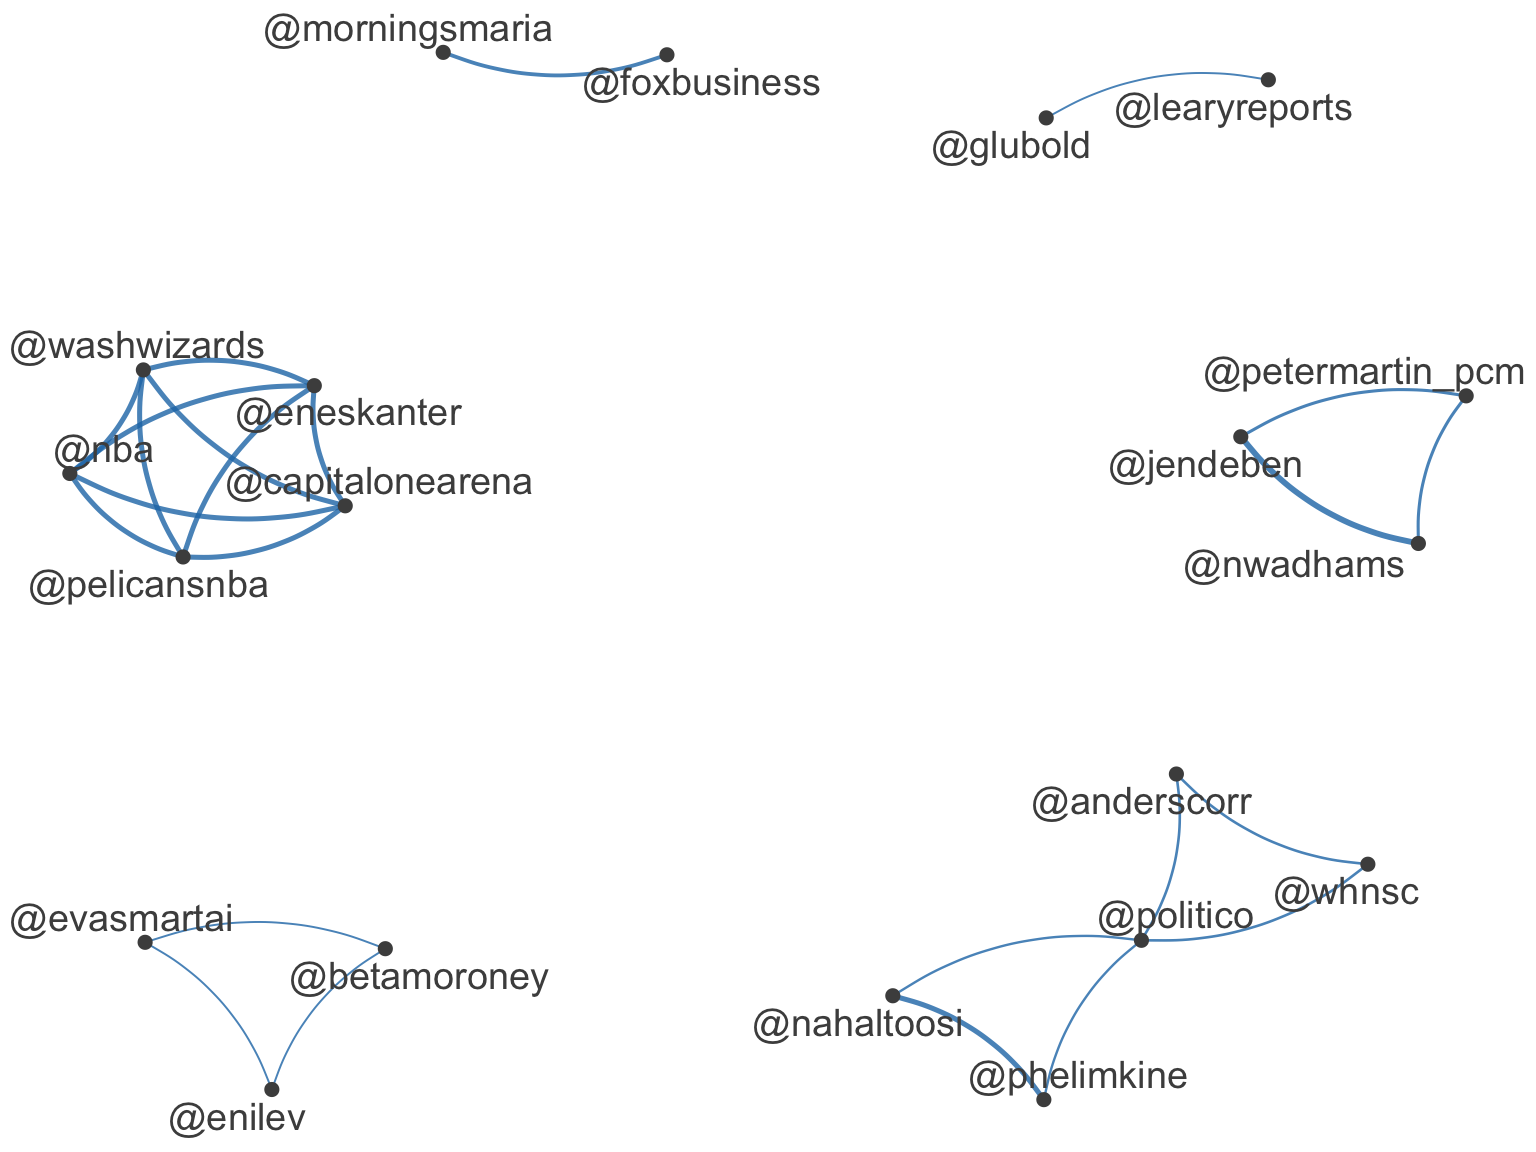 @morningsmaria
@foxbusiness
@learyreports
@glubold
@washwizards
@eneskanter
@nba
@capitalonearena
@pelicansnba
@petermartin_pcm
@jendeben
@nwadhams
@anderscorr
@whnsc
@politico
@nahaltoosi
@phelimkine
@evasmartai
@betamoroney
@enilev